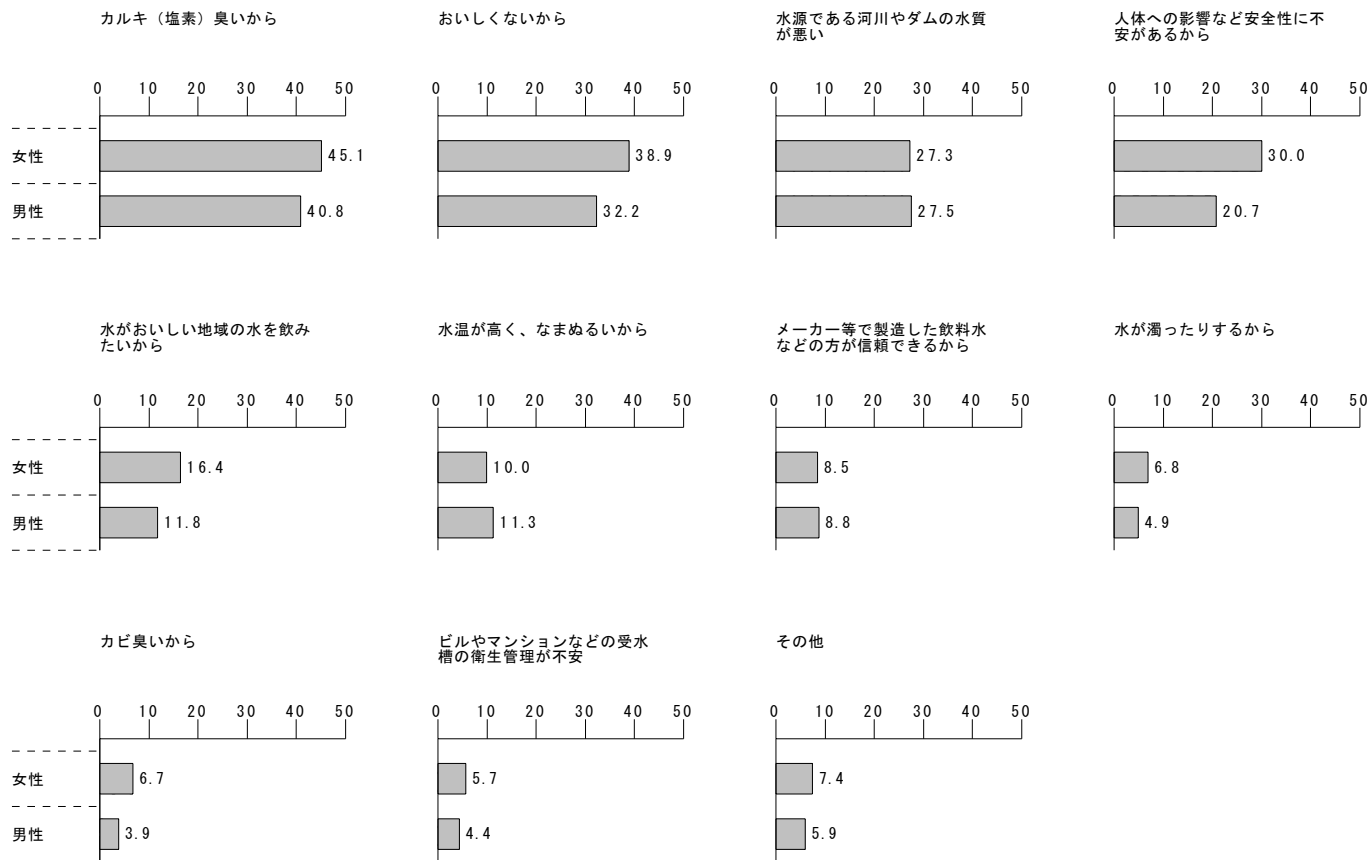 カルキ（塩素）臭いから
おいしくないから
水源である河川やダムの水質
が悪い
人体への影響など安全性に不
安があるから
0 10 20 30 40 50
0 10 20 30 40 50
0 10 20 30 40 50
0 10 20 30 40 50
女性 45.1 38.9 27.3 30.0
男性 40.8 32.2 27.5 20.7
水がおいしい地域の水を飲み
たいから
水温が高く、なまぬるいから
メーカー等で製造した飲料水
などの方が信頼できるから
水が濁ったりするから
0 10 20 30 40 50
0 10 20 30 40 50
0 10 20 30 40 50
0 10 20 30 40 50
女性 16.4 10.0 8.5 6.8
男性 11.8 11.3 8.8 4.9
カビ臭いから
ビルやマンションなどの受水
槽の衛生管理が不安
その他
0 10 20 30 40 50
0 10 20 30 40 50
0 10 20 30 40 50
女性 6.7 5.7 7.4
男性 3.9 4.4 5.9